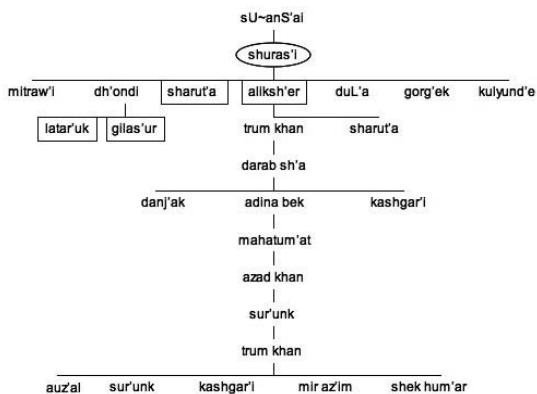 sU~anS'ai
shuras'i
mitraw'i dh'ondi sharut'a aliksh'er duL'a gorg'ek kulyund'e
latar'uk gilas'ur trum khan sharut'a
darab sh'a
danj'ak adina bek kashgar'i
mahatum'at
azad khan
sur'unk
trum khan
auz'al sur'unk kashgar'i mir az'im shek hum'ar